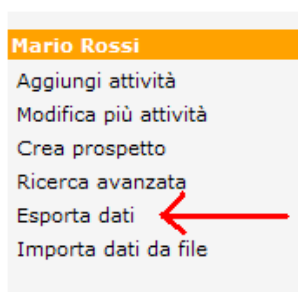 Mario Rossi
Aggiungi attività
Modifica più attività
Crea prospetto
Ricerca avanzata
Esporta dati
Importa dati da file